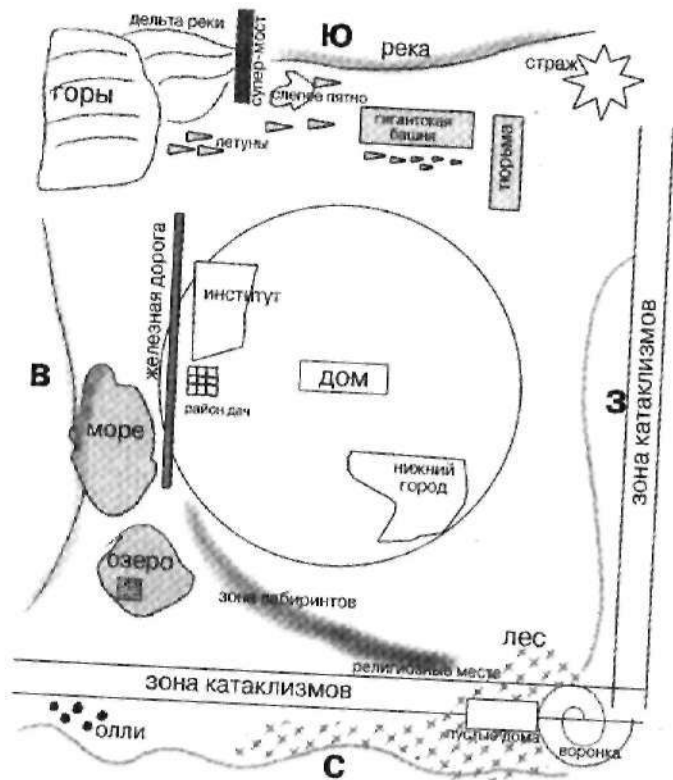 дельта реки
Ю
река
супер-мост
страж
горы
слепое пятно
гигантская
башня
летуны
тюрьма
железная дорога
институт
В
дом
З
район дач
море
зона катаклизмов
нижний
город
озеро
зона лабиринтов
лес
религиозные места
зона катаклизмов
олли
пустые дома
воронка
С